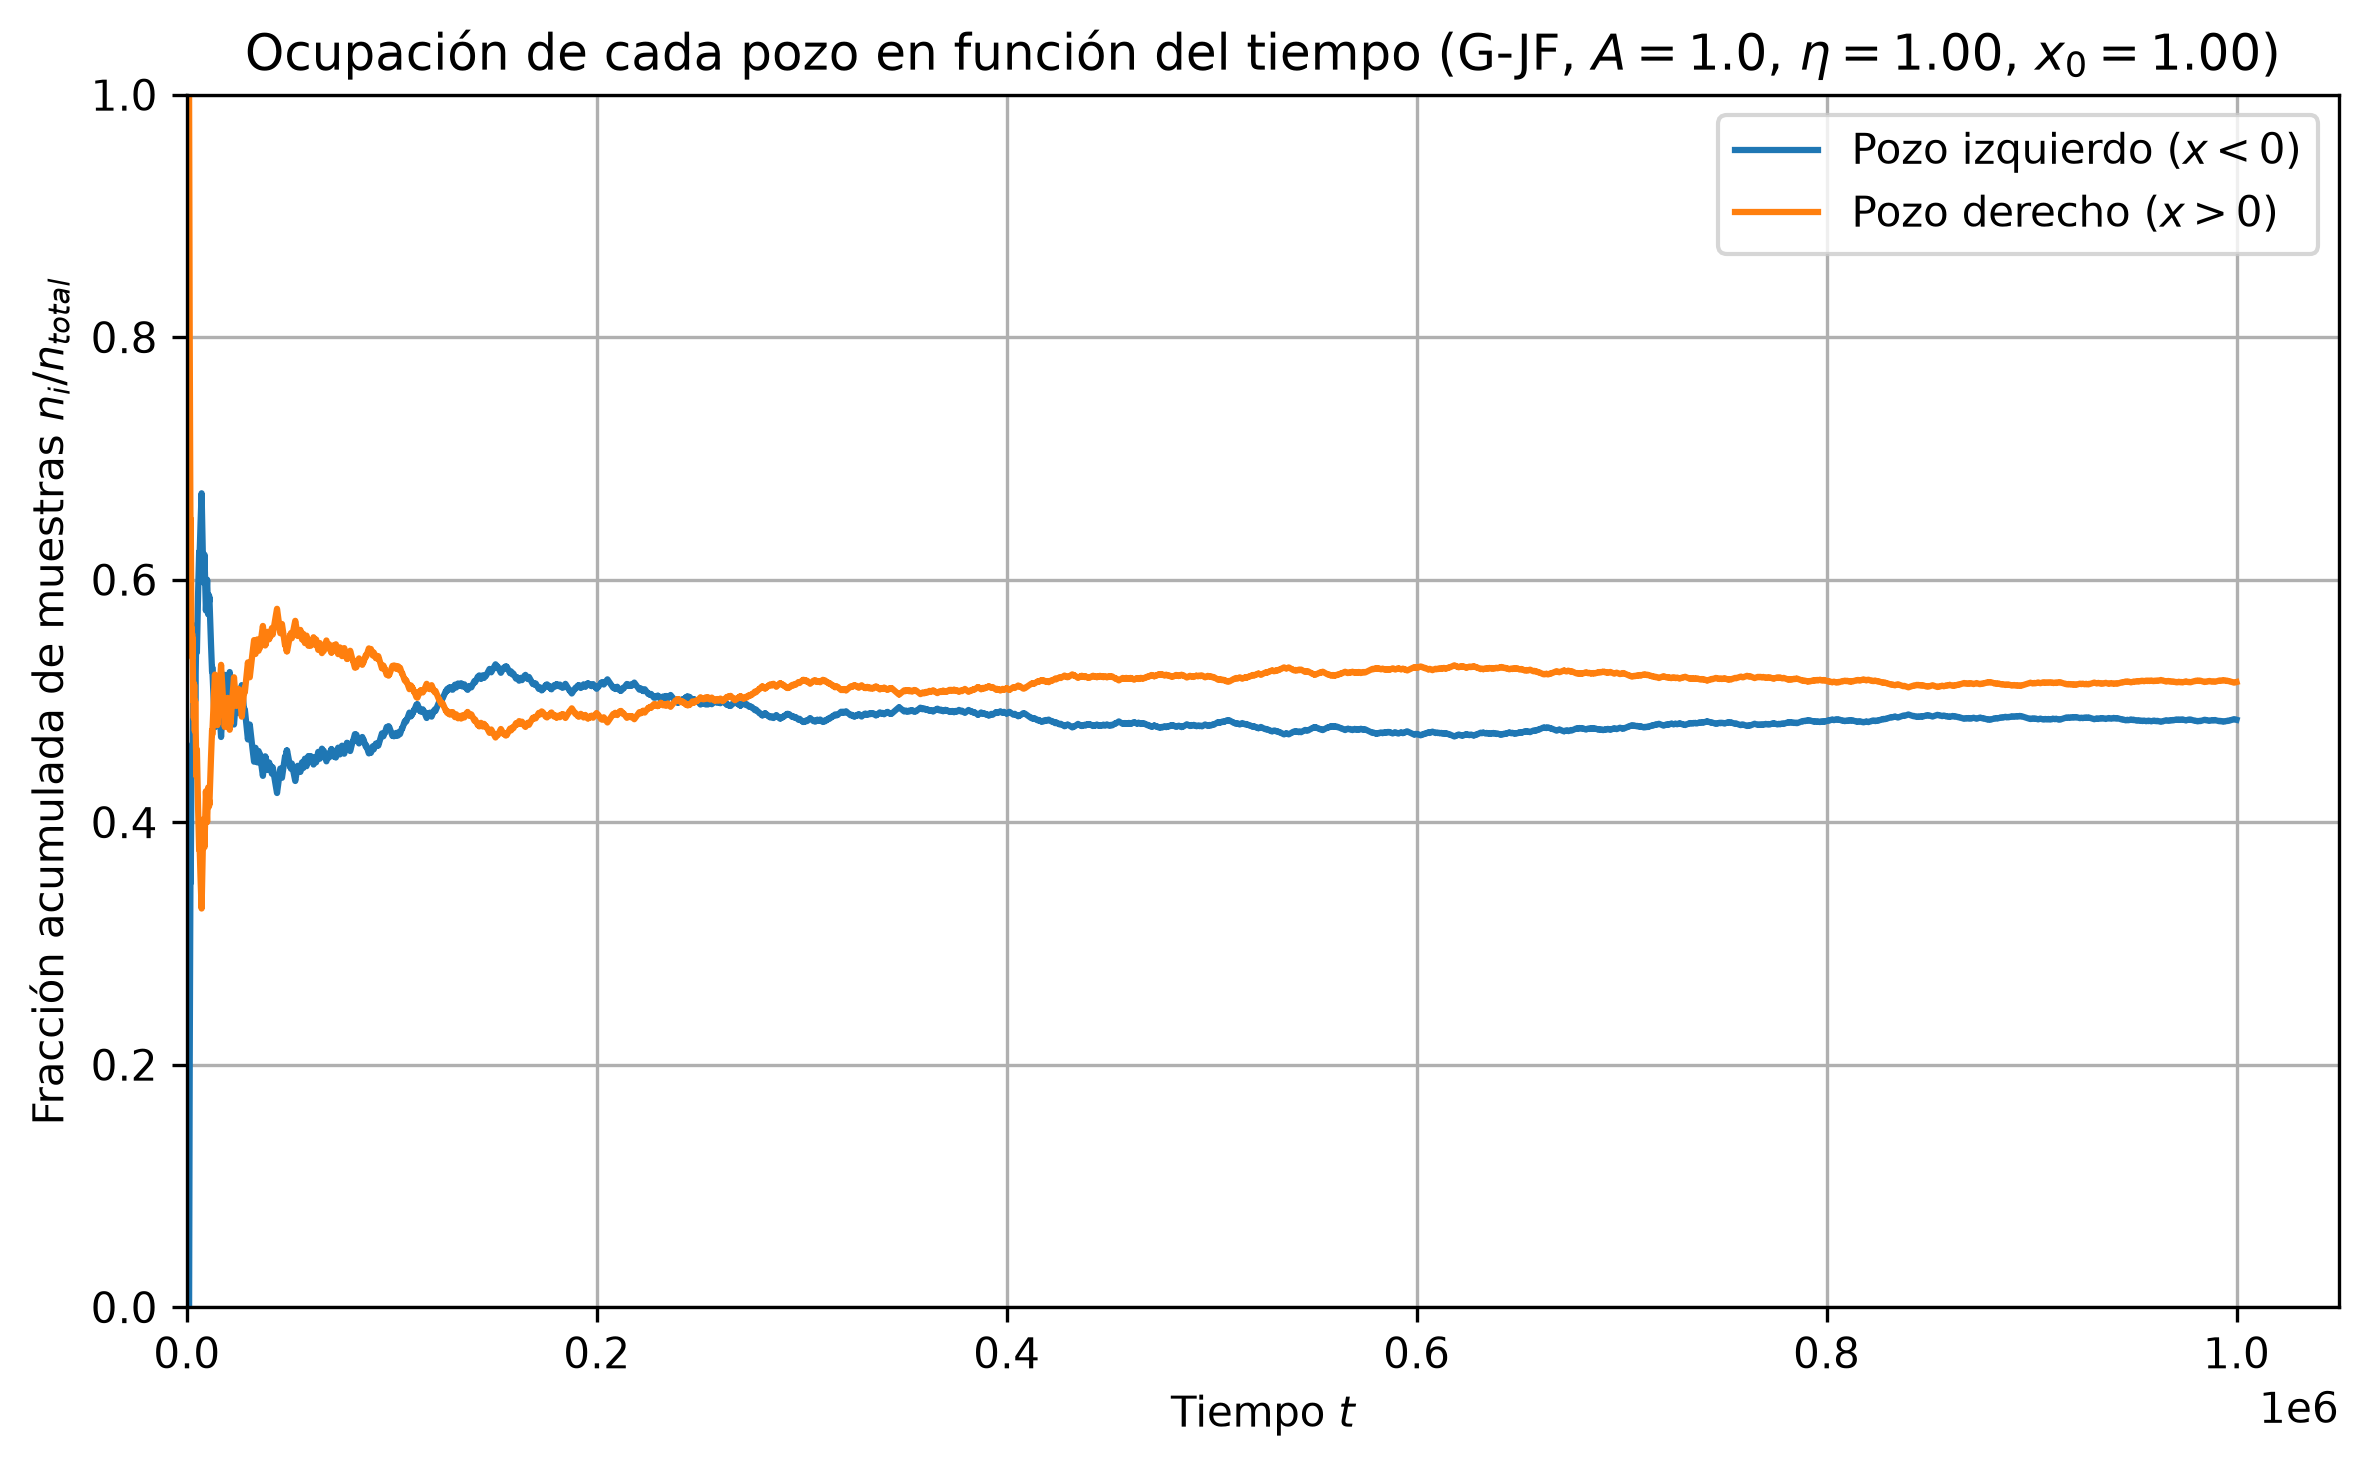 Ocupación de cada pozo en función del tiempo (G-JF, A = 1.0, η = 1.00, x₀ = 1.00)
Pozo izquierdo (x < 0)
Pozo derecho (x > 0)
Fracción acumulada de muestras nᵢ/n_total
1.0
0.8
0.6
0.4
0.2
0.0
0.0 0.2 0.4 0.6 0.8 1.0
1e6
Tiempo t